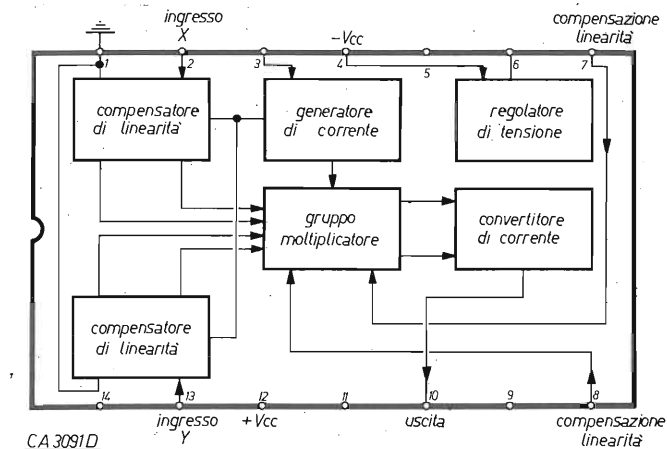 ingresso
X
-Vcc
compensazione
linearità
1 2 3 4 5 6 7
compensatore
di linearità
generatore
di corrente
regolatore
di tensione
gruppo
moltiplicatore
convertitore
di corrente
compensatore
di linearità
14 13 12 11 10 9 8
ingresso
Y
+Vcc
uscita
compensazione
linearità
CA3091D